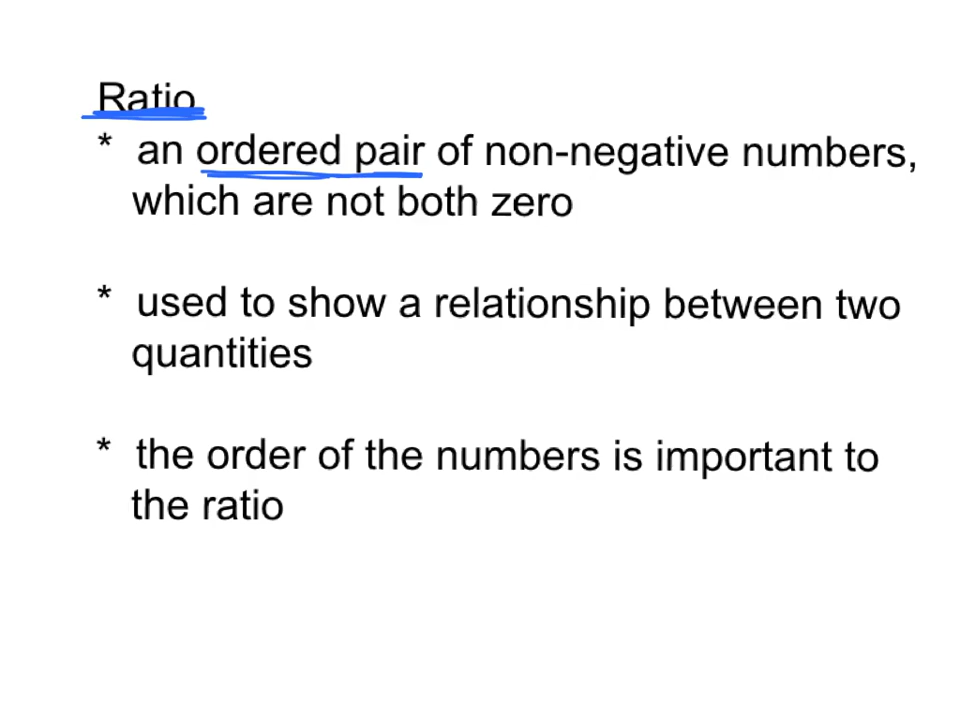 Ratio
* an ordered pair of non-negative numbers,
which are not both zero
* used to show a relationship between two
quantities
* the order of the numbers is important to
the ratio